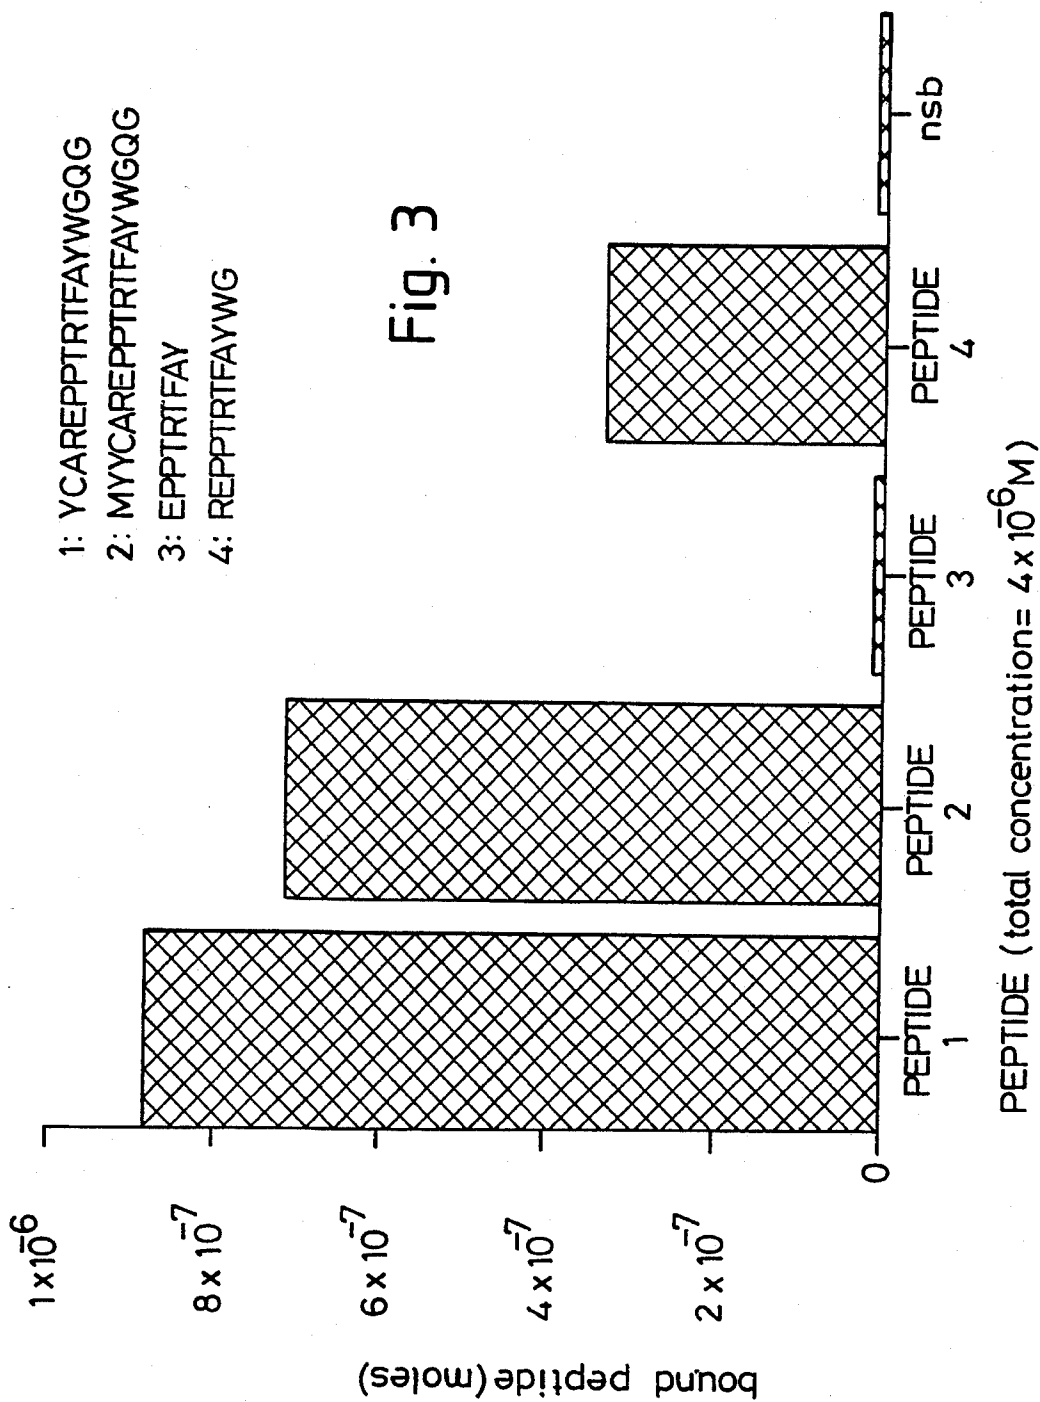 1: YCAREPPTRTFAYWGQG
2: MYYCAREPPTRTFAYWGQG
3: EPPTRTFAY
4: REPPTRTFAYWG
Fig. 3
bound peptide (moles)
1x10⁻⁶
8x10⁻⁷
6x10⁻⁷
4x10⁻⁷
2x10⁻⁷
0
PEPTIDE
1
PEPTIDE
2
PEPTIDE
3
PEPTIDE
4
nsb
PEPTIDE (total concentration= 4x10⁻⁶M)